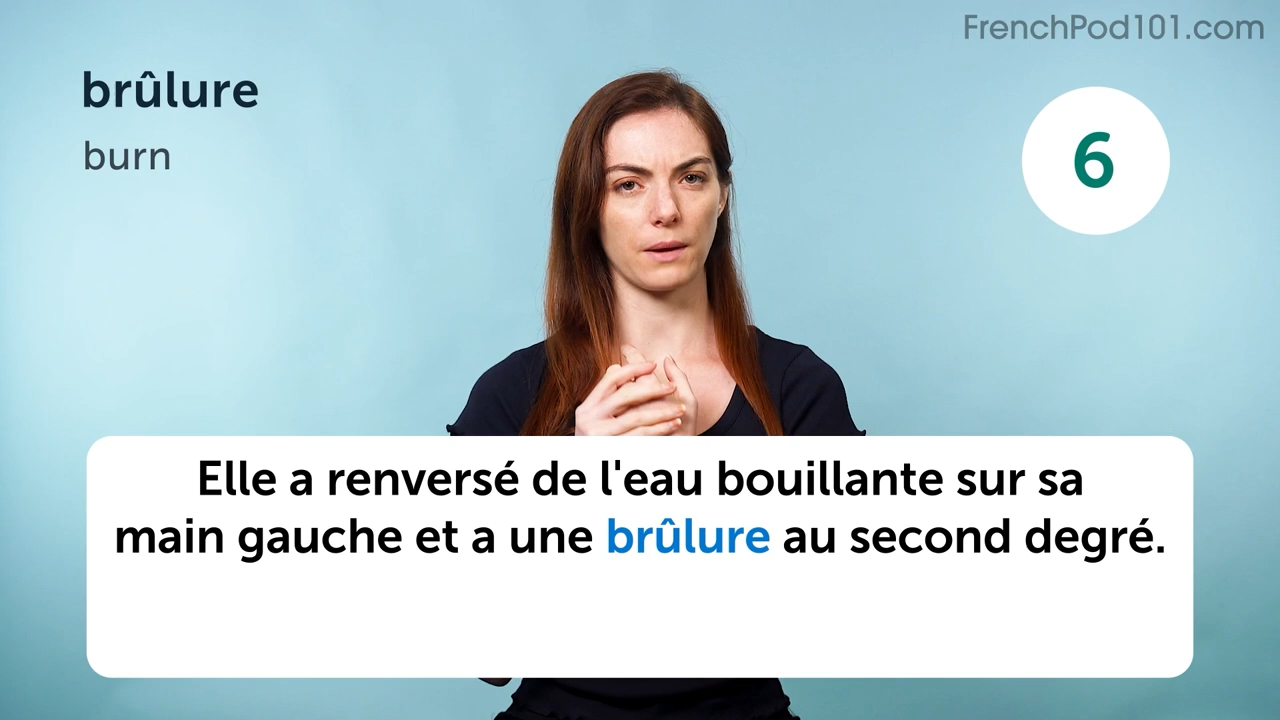 FrenchPod101.com
brûlure
burn
6
Elle a renversé de l'eau bouillante sur sa
main gauche et a une brûlure au second degré.